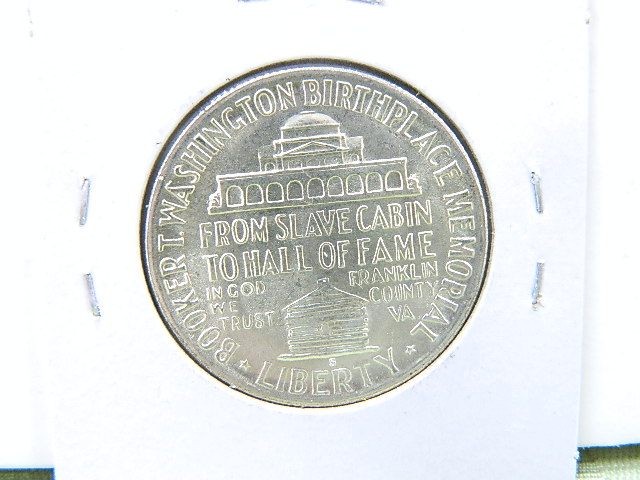 BOOKER T. WASHINGTON BIRTHPLACE MEMORIAL
FROM SLAVE CABIN
TO HALL OF FAME
IN GOD
WE
TRUST
FRANKLIN
COUNTY
VA.
S
LIBERTY